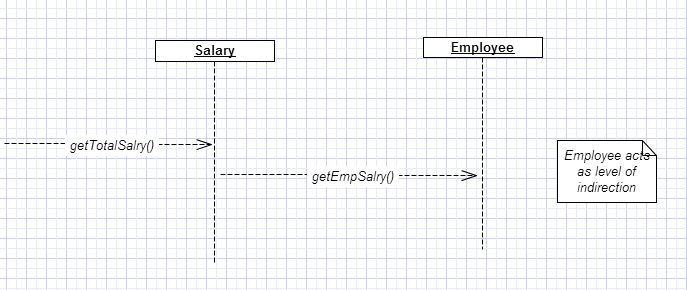 Salary
Employee
getTotalSalry()
getEmpSalry()
Employee acts
as level of
indirection